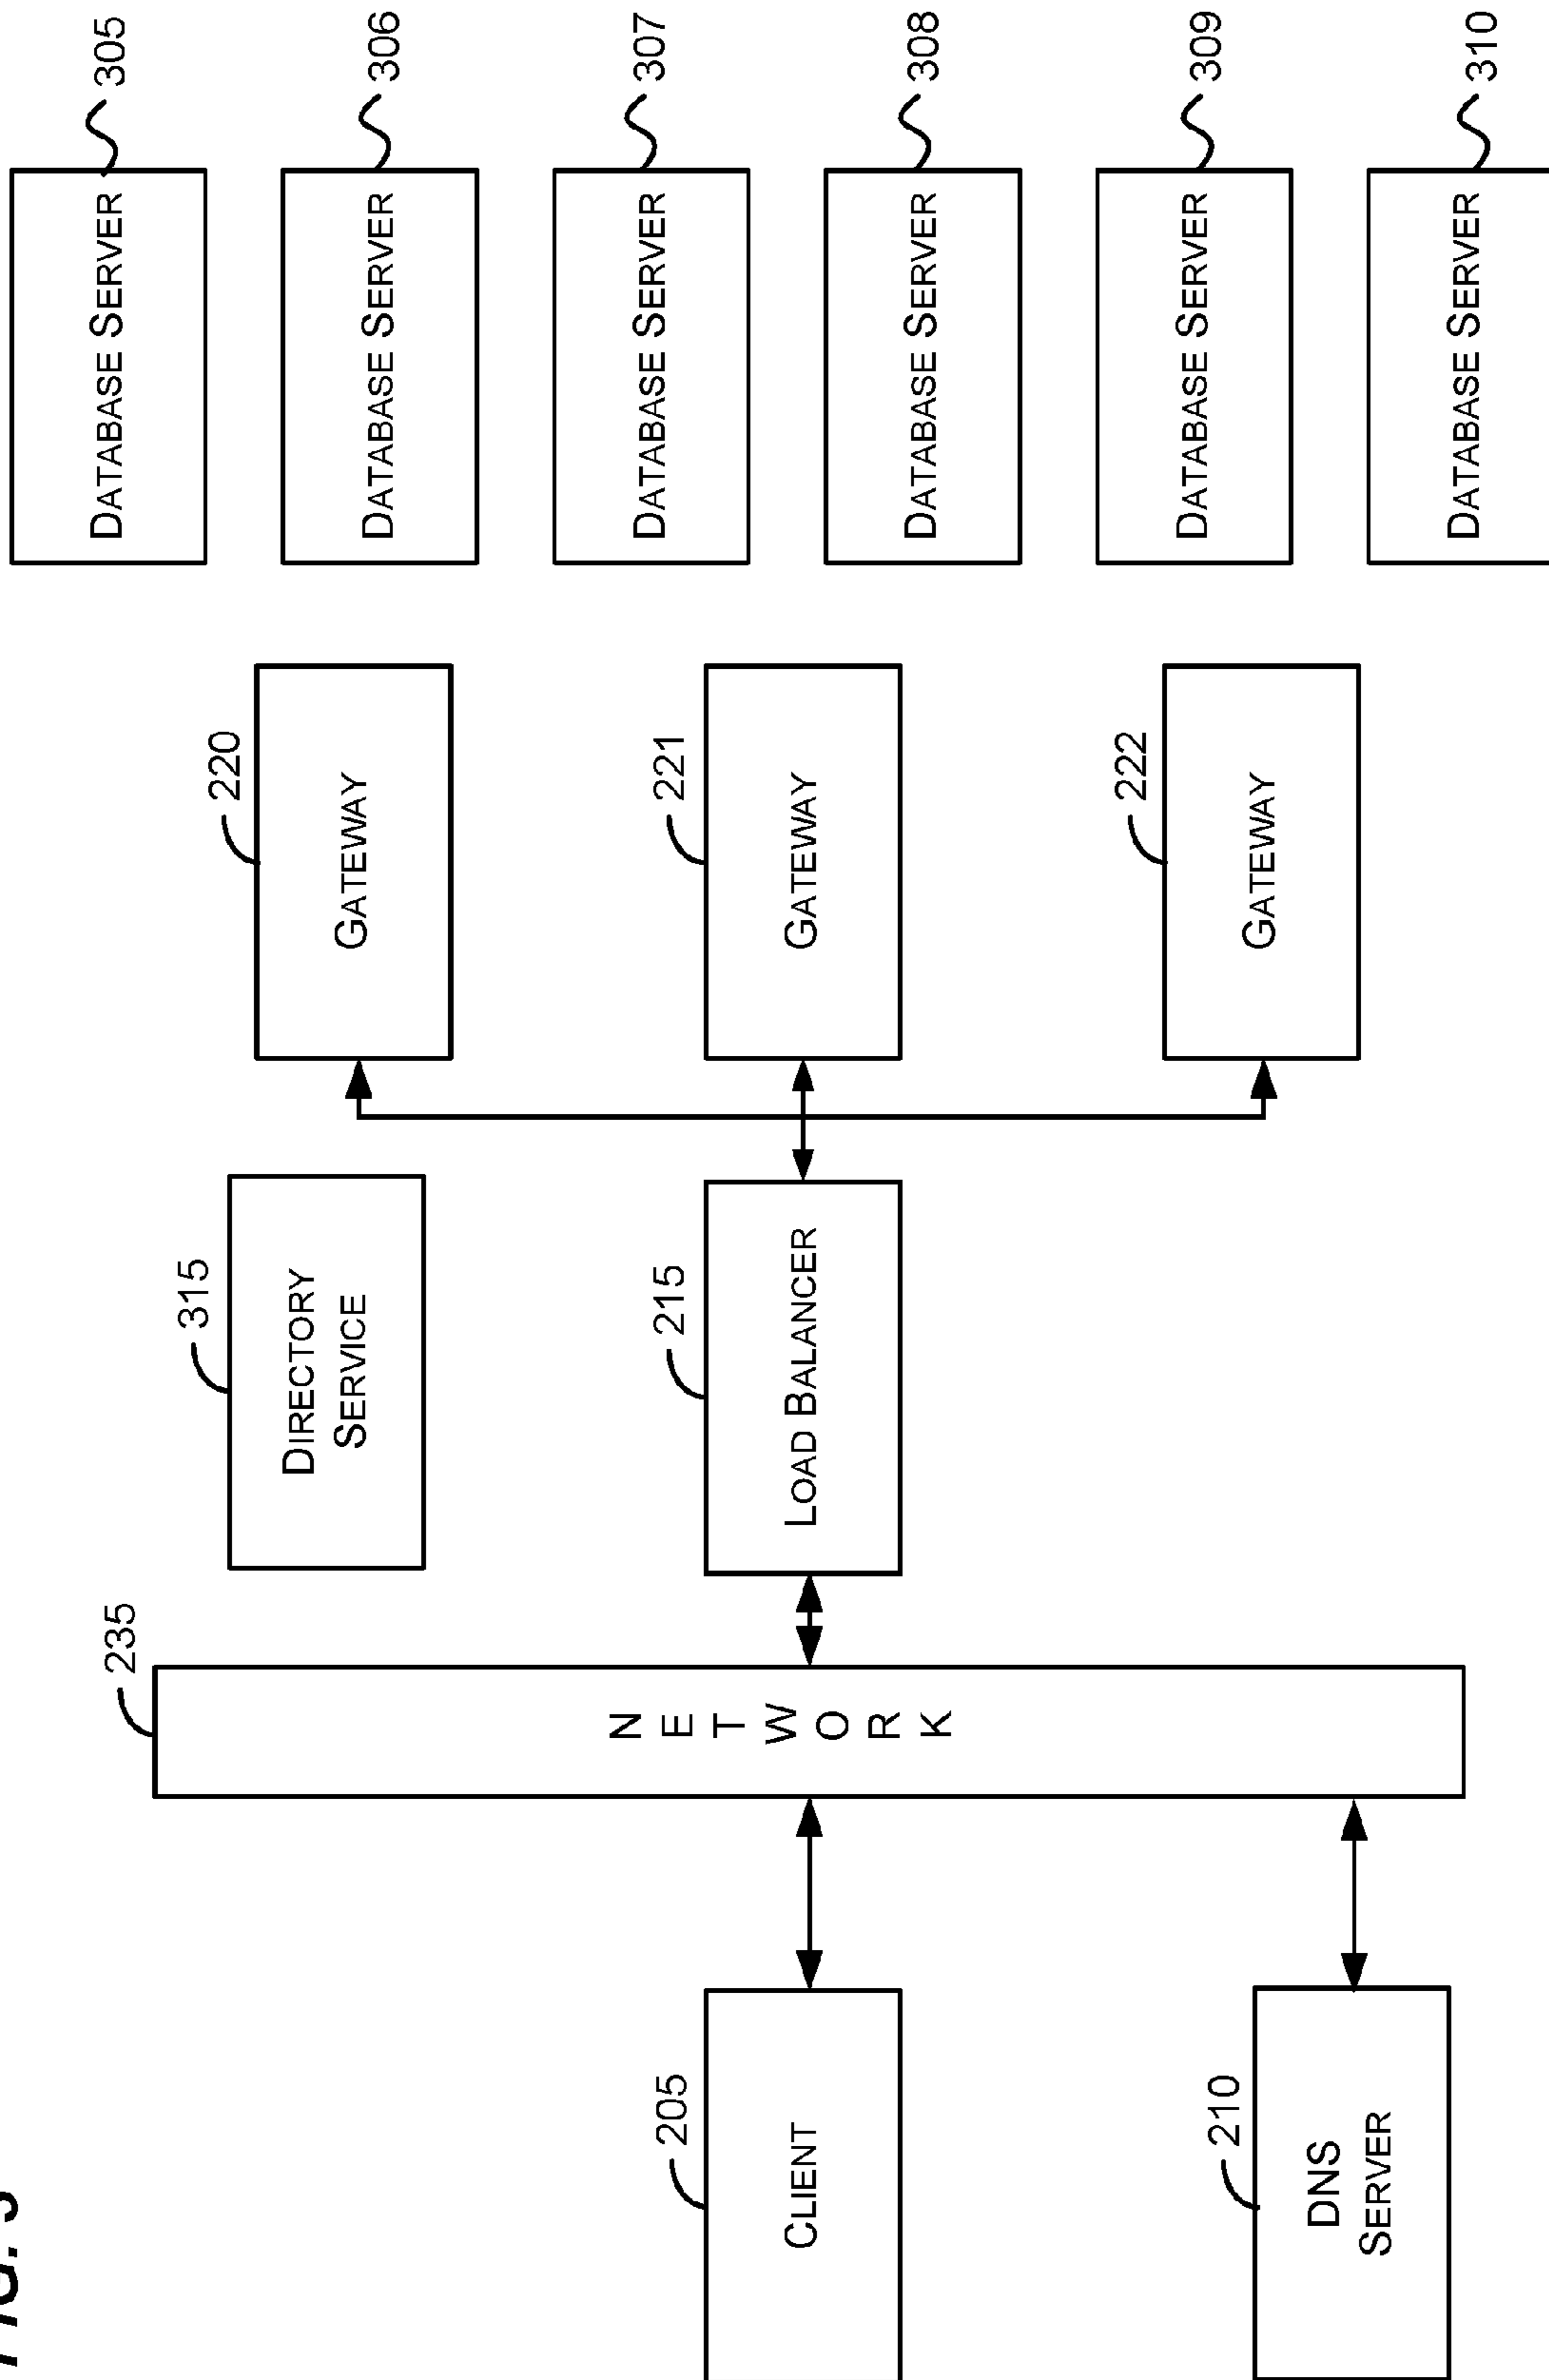 FIG. 3
205
CLIENT
210
DNS
SERVER
235
NETWORK
315
DIRECTORY
SERVICE
215
LOAD BALANCER
220
GATEWAY
221
GATEWAY
222
GATEWAY
DATABASE SERVER
305
DATABASE SERVER
306
DATABASE SERVER
307
DATABASE SERVER
308
DATABASE SERVER
309
DATABASE SERVER
310